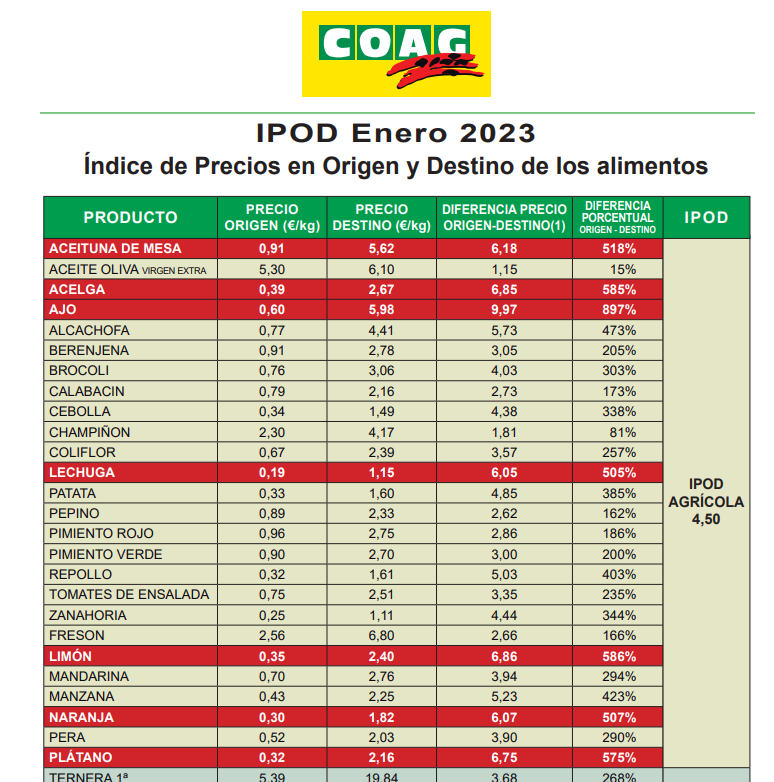 COAG
IPOD Enero 2023
Índice de Precios en Origen y Destino de los alimentos
PRODUCTO PRECIO ORIGEN (€/kg) PRECIO DESTINO (€/kg) DIFERENCIA PRECIO ORIGEN-DESTINO(1) DIFERENCIA PORCENTUAL ORIGEN - DESTINO IPOD
ACEITUNA DE MESA 0,91 5,62 6,18 518%
ACEITE OLIVA VIRGEN EXTRA 5,30 6,10 1,15 15%
ACELGA 0,39 2,67 6,85 585%
AJO 0,60 5,98 9,97 897%
ALCACHOFA 0,77 4,41 5,73 473%
BERENJENA 0,91 2,78 3,05 205%
BROCOLI 0,76 3,06 4,03 303%
CALABACIN 0,79 2,16 2,73 173%
CEBOLLA 0,34 1,49 4,38 338%
CHAMPIÑON 2,30 4,17 1,81 81%
COLIFLOR 0,67 2,39 3,57 257%
LECHUGA 0,19 1,15 6,05 505%
PATATA 0,33 1,60 4,85 385%
PEPINO 0,89 2,33 2,62 162%
PIMIENTO ROJO 0,96 2,75 2,86 186%
PIMIENTO VERDE 0,90 2,70 3,00 200%
REPOLLO 0,32 1,61 5,03 403%
TOMATES DE ENSALADA 0,75 2,51 3,35 235%
ZANAHORIA 0,25 1,11 4,44 344%
FRESON 2,56 6,80 2,66 166%
LIMÓN 0,35 2,40 6,86 586%
MANDARINA 0,70 2,76 3,94 294%
MANZANA 0,43 2,25 5,23 423%
NARANJA 0,30 1,82 6,07 507%
PERA 0,52 2,03 3,90 290%
PLÁTANO 0,32 2,16 6,75 575%
IPOD
AGRÍCOLA
4,50
TERNERA 1ª 5,39 19,84 3,68 268%